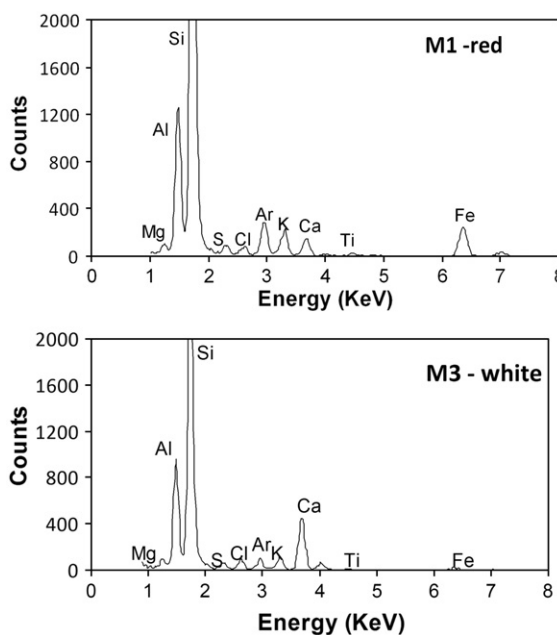 2000
1600
1200
800
400
0
Counts
M1 -red
Si
Al
Mg
S
Cl
Ar
K
Ca
Ti
Fe
0 1 2 3 4 5 6 7 8
Energy (KeV)
2000
1600
1200
800
400
0
Counts
M3 - white
Si
Al
Mg
S
Cl
Ar
K
Ca
Ti
Fe
0 1 2 3 4 5 6 7 8
Energy (KeV)